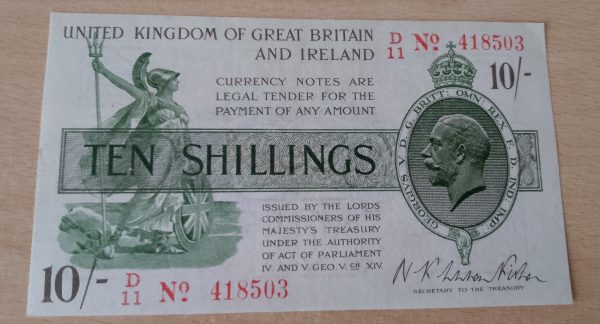 UNITED KINGDOM OF GREAT BRITAIN
AND IRELAND
D/11 No. 418503
10/-
CURRENCY NOTES ARE
LEGAL TENDER FOR THE
PAYMENT OF ANY AMOUNT
GEORGIVS V D. G. BRITT: OMN: REX F. D. IND: IMP:
TEN SHILLINGS
ISSUED BY THE LORDS
COMMISSIONERS OF HIS
MAJESTY'S TREASURY
UNDER THE AUTHORITY
OF ACT OF PARLIAMENT
IV. AND V. GEO. V. CH. XIV.
10/-
D/11 No. 418503
SECRETARY TO THE TREASURY